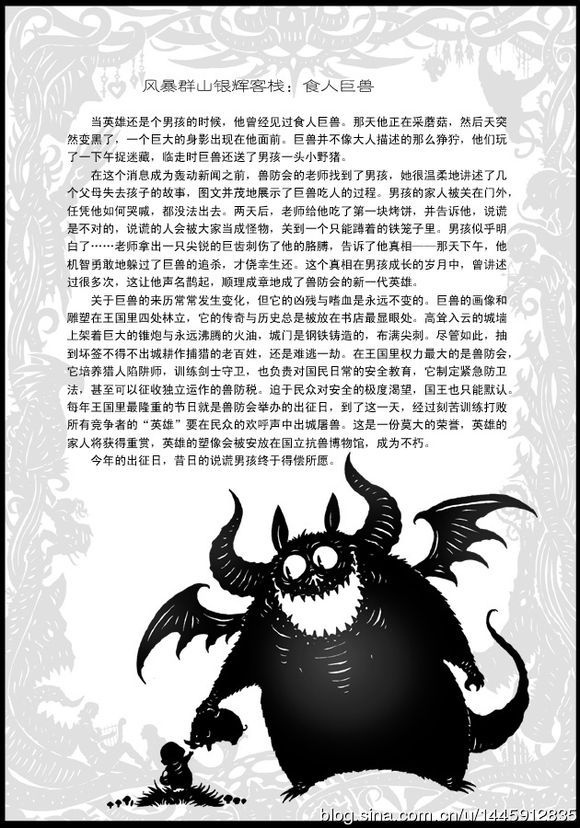 风暴群山银辉客栈：食人巨兽
当英雄还是个男孩的时候，他曾经见过食人巨兽。那天他正在采蘑菇，然后天突
然变黑了，一个巨大的身影出现在他面前。巨兽并不像大人描述的那么狰狞，他们玩
了一下午捉迷藏，临走时巨兽还送了男孩一头小野猪。
在这个消息成为轰动新闻之前，兽防会的老师找到了男孩，她很温柔地讲述了几
个父母失去孩子的故事，图文并茂地展示了巨兽吃人的过程。男孩的家人被关在门外，
任凭他如何哭喊，都没法出去。两天后，老师给他吃了第一块烤饼，并告诉他，说谎
是不对的，说谎的人会被大家当成怪物，关到一个只能蹲着的铁笼子里。男孩似乎明
白了……老师拿出一只尖锐的巨齿刺伤了他的胳膊，告诉了他真相——那天下午，他
机智勇敢地躲过了巨兽的追杀，才侥幸生还。这个真相在男孩成长的岁月中，曾讲述
过很多次，这让他声名鹊起，顺理成章地成了兽防会的新一代英雄。
关于巨兽的来历常常发生变化，但它的凶残与嗜血是永远不变的。巨兽的画像和
雕塑在王国里四处林立，它的传奇与历史总是被放在书店最显眼处。高耸入云的城墙
上架着巨大的锥炮与永远沸腾的火油，城门是钢铁铸造的，布满尖刺。尽管如此，抽
到坏签不得不出城耕作捕猎的老百姓，还是难逃一劫。在王国里权力最大的是兽防会，
它培养猎人陷阱师，训练剑士守卫，也负责对国民日常的安全教育，它制定紧急防卫
法，甚至可以征收独立运作的兽防税。迫于民众对安全的极度渴望，国王也只能默认。
每年王国里最隆重的节日就是兽防会举办的出征日，到了这一天，经过刻苦训练打败
所有竞争者的“英雄”要在民众的欢呼声中出城屠兽。这是一份莫大的荣誉，英雄的
家人将获得重赏，英雄的塑像会被安放在国立抗兽博物馆，成为不朽。
今年的出征日，昔日的说谎男孩终于得偿所愿。
blog.sina.com.cn/u/1445912835